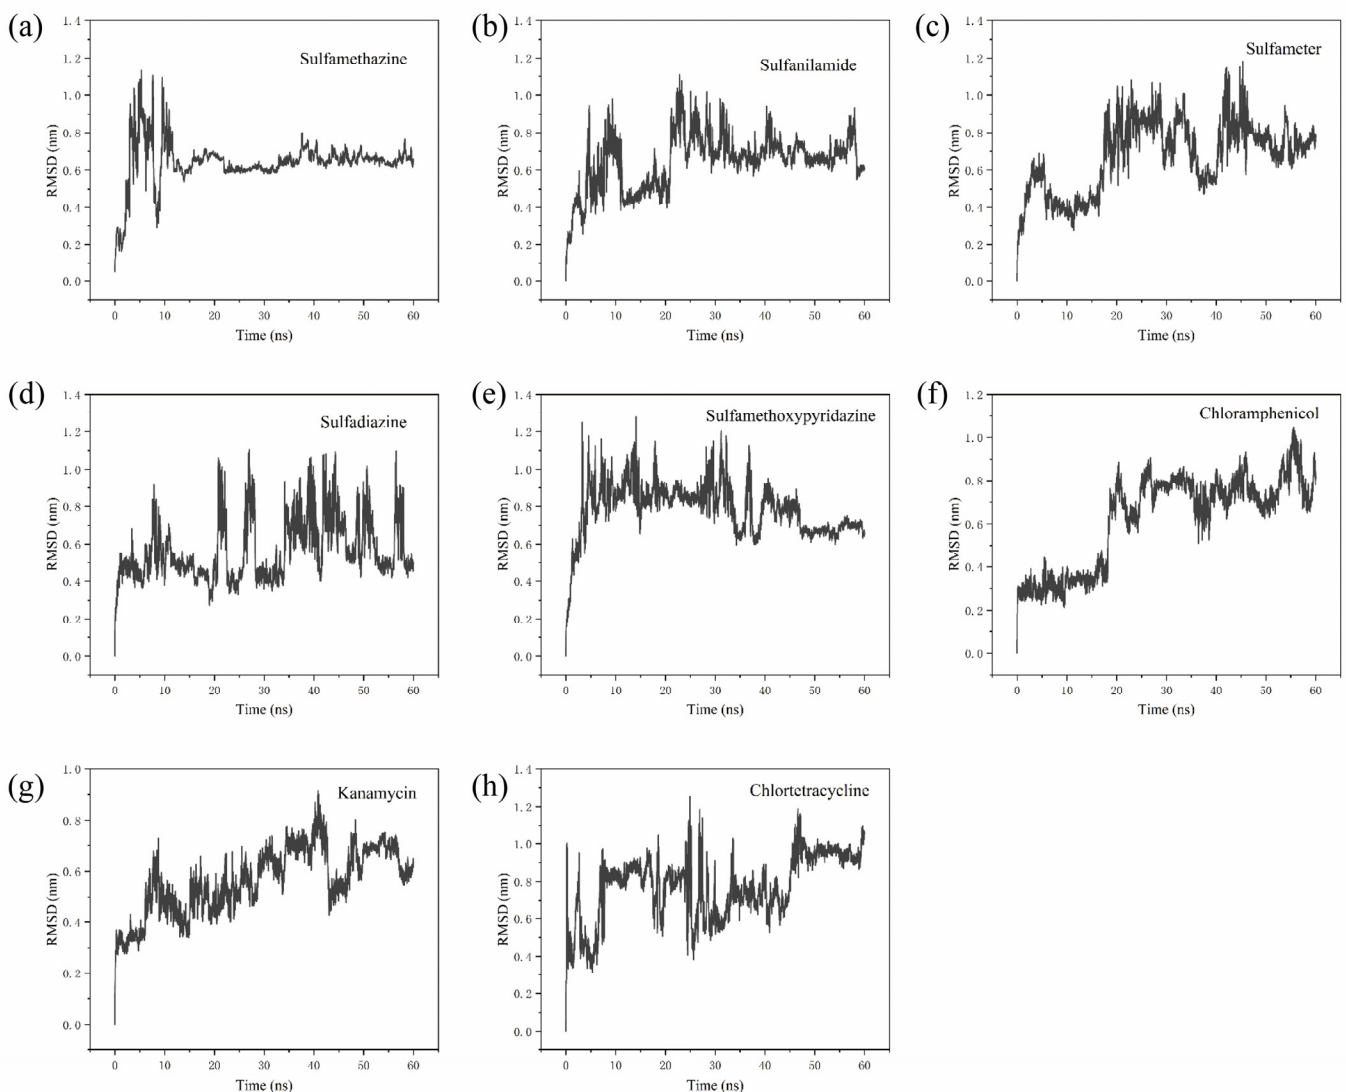 (a)
1.4
1.2
1.0
0.8
0.6
0.4
0.2
0.0
RMSD (nm)
Sulfamethazine
0 10 20 30 40 50 60
Time (ns)
(b)
1.4
1.2
1.0
0.8
0.6
0.4
0.2
0.0
RMSD (nm)
Sulfanilamide
0 10 20 30 40 50 60
Time (ns)
(c)
1.4
1.2
1.0
0.8
0.6
0.4
0.2
0.0
RMSD (nm)
Sulfameter
0 10 20 30 40 50 60
Time (ns)
(d)
1.4
1.2
1.0
0.8
0.6
0.4
0.2
0.0
RMSD (nm)
Sulfadiazine
0 10 20 30 40 50 60
Time (ns)
(e)
1.4
1.2
1.0
0.8
0.6
0.4
0.2
0.0
RMSD (nm)
Sulfamethoxypyridazine
0 10 20 30 40 50 60
Time (ns)
(f)
1.2
1.0
0.8
0.6
0.4
0.2
0.0
RMSD (nm)
Chloramphenicol
0 10 20 30 40 50 60
Time (ns)
(g)
1.0
0.8
0.6
0.4
0.2
0.0
RMSD (nm)
Kanamycin
0 10 20 30 40 50 60
Time (ns)
(h)
1.4
1.2
1.0
0.8
0.6
0.4
0.2
0.0
RMSD (nm)
Chlortetracycline
0 10 20 30 40 50 60
Time (ns)